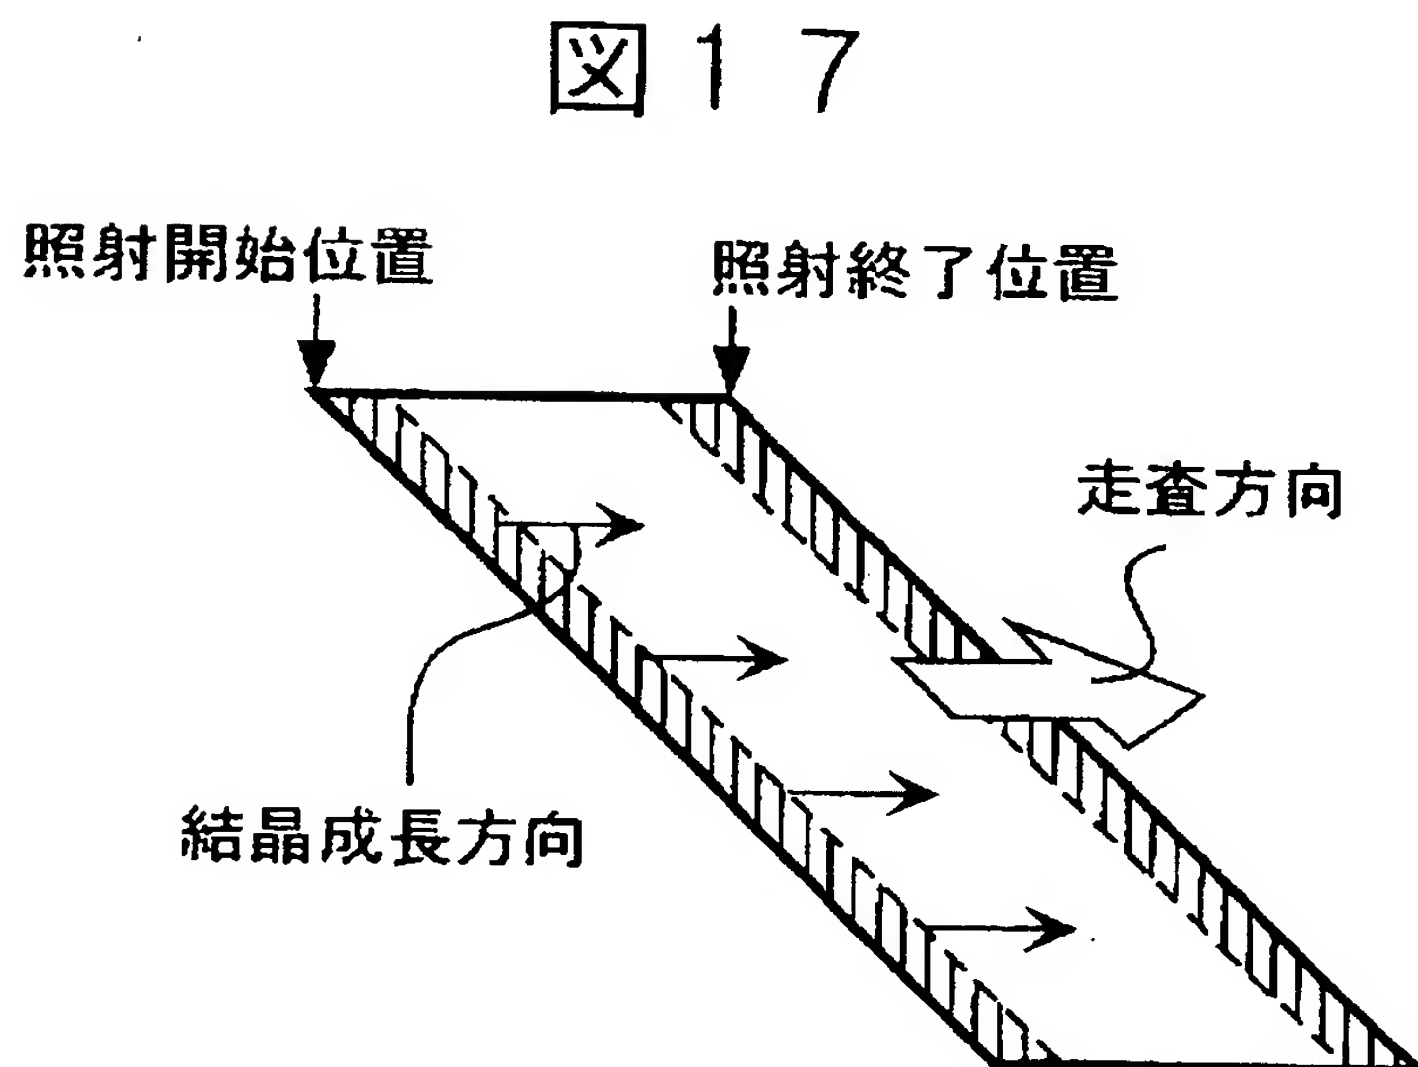 図１７
照射開始位置
照射終了位置
走査方向
結晶成長方向